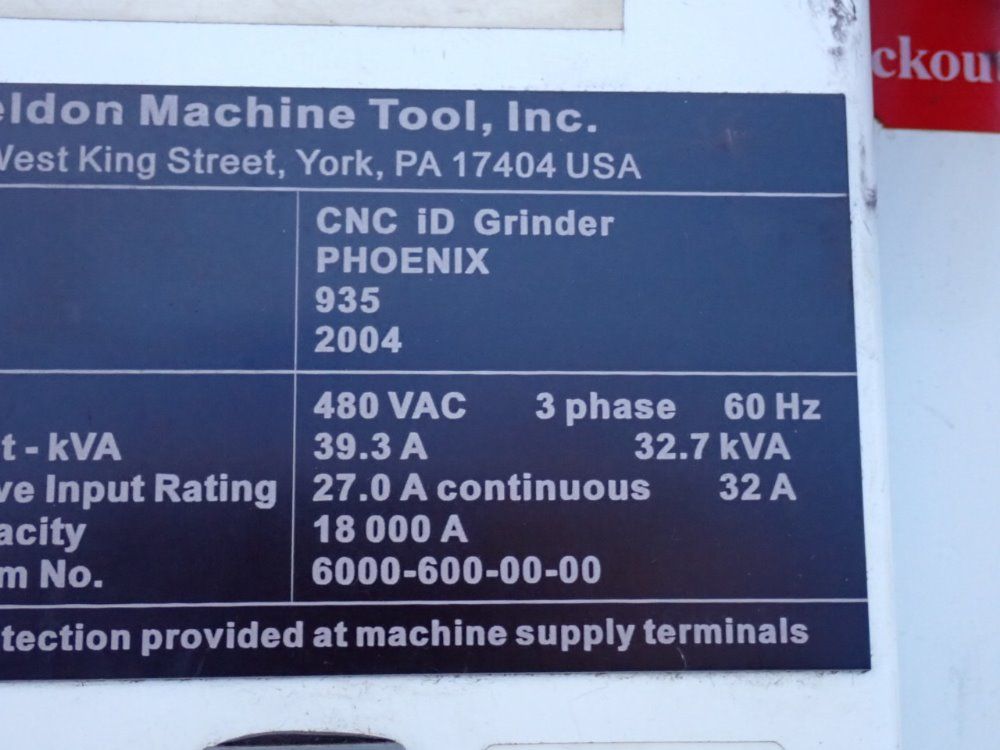 eldon Machine Tool, Inc.
West King Street, York, PA 17404 USA
CNC iD Grinder
PHOENIX
935
2004
480 VAC 3 phase 60 Hz
t - kVA 39.3 A 32.7 kVA
ve Input Rating 27.0 A continuous 32 A
acity 18 000 A
m No. 6000-600-00-00
tection provided at machine supply terminals
ckou